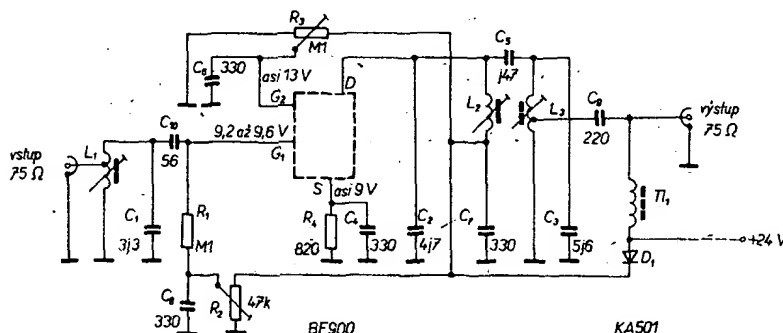 R3
M1
C6
330
asi 13 V
G2
D
C5
j47
L2
L3
C9
220
výstup
75 Ω
vstup
75 Ω
L1
C10
56
9,2 až 9,6 V
G1
S
asi 9 V
C1
3j3
R1
M1
R4
820
C4
330
C2
4j7
330
C3
5j6
Tl1
D1
+24 V
C8
330
R2
47k
BF900
KA501